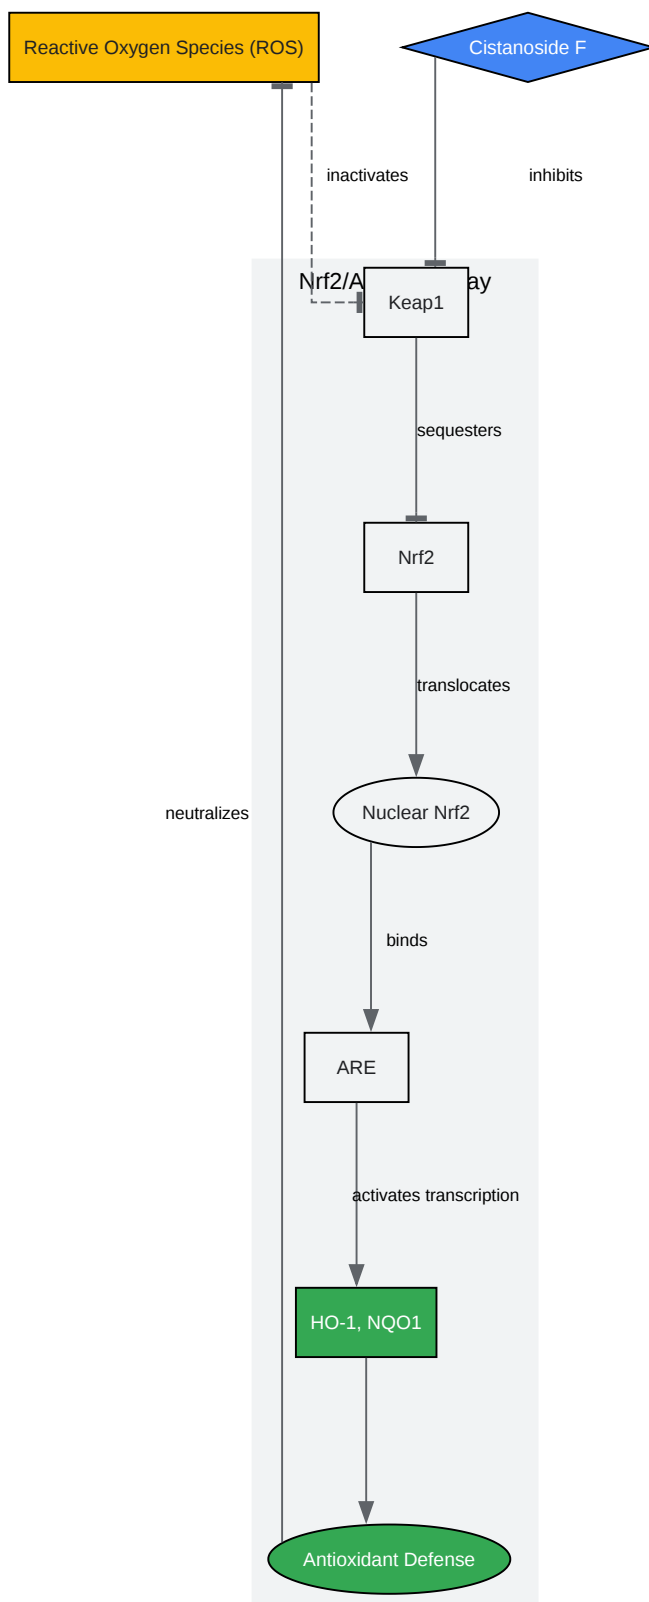 Reactive Oxygen Species (ROS)
Cistanoside F
inactivates
inhibits
Keap1
sequesters
Nrf2
translocates
neutralizes
Nuclear Nrf2
binds
ARE
activates transcription
HO-1, NQO1
Antioxidant Defense